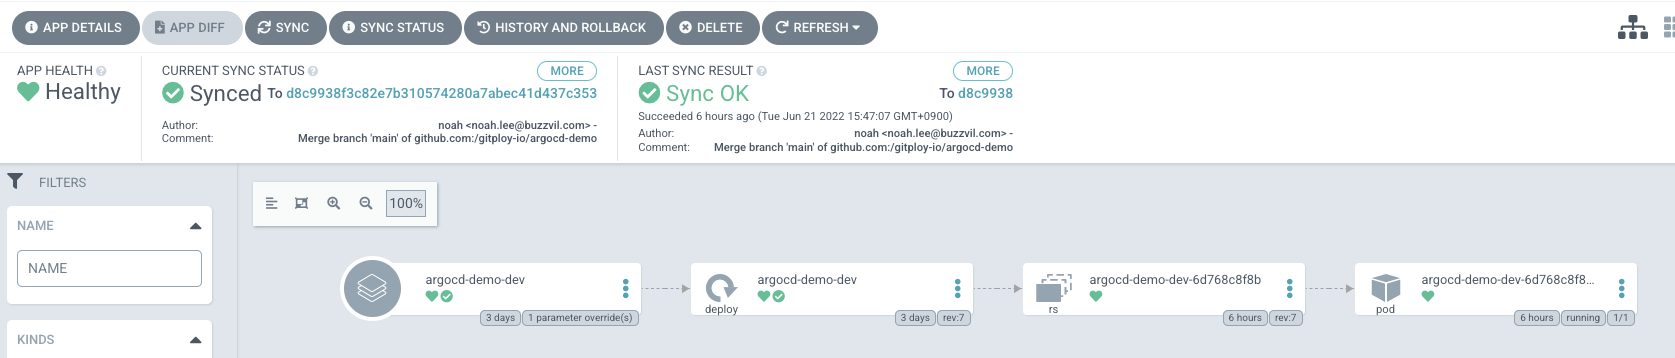 APP DETAILS
APP DIFF
SYNC
SYNC STATUS
HISTORY AND ROLLBACK
DELETE
REFRESH
APP HEALTH
Healthy
CURRENT SYNC STATUS
MORE
Synced To d8c9938f3c82e7b310574280a7abec41d437c353
Author: noah <noah.lee@buzzvil.com> -
Comment: Merge branch 'main' of github.com:/gitploy-io/argocd-demo
LAST SYNC RESULT
MORE
Sync OK To d8c9938
Succeeded 6 hours ago (Tue Jun 21 2022 15:47:07 GMT+0900)
Author: noah <noah.lee@buzzvil.com> -
Comment: Merge branch 'main' of github.com:/gitploy-io/argocd-demo
FILTERS
NAME
NAME
KINDS
100%
argocd-demo-dev
3 days
1 parameter override(s)
argocd-demo-dev
deploy
3 days
rev:7
argocd-demo-dev-6d768c8f8b
rs
6 hours
rev:7
argocd-demo-dev-6d768c8f8...
pod
6 hours
running
1/1